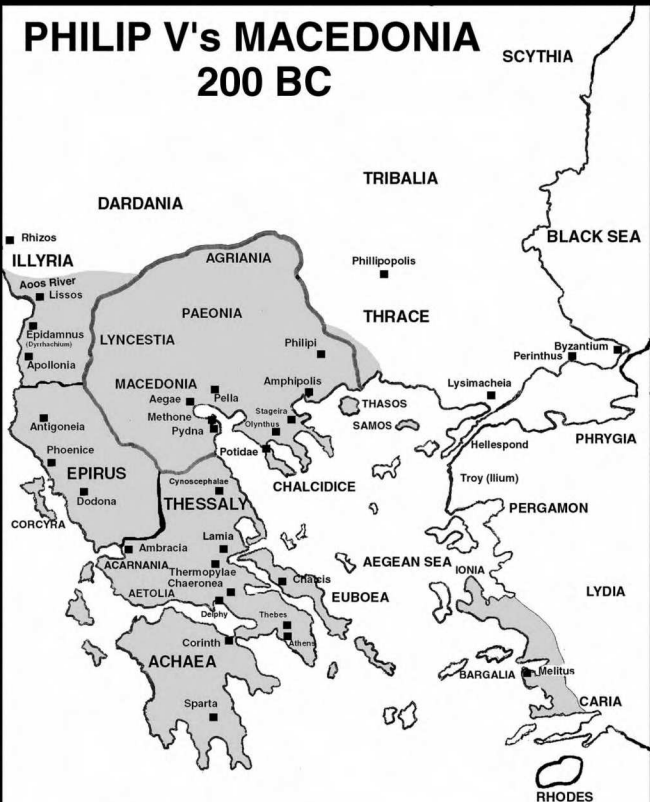 PHILIP V's MACEDONIA
200 BC
SCYTHIA
TRIBALIA
DARDANIA
BLACK SEA
Rhizos
ILLYRIA
AGRIANIA
Phillipopolis
Aoos River
Lissos
PAEONIA
THRACE
Epidamnus
(Dyrrhachium)
LYNCESTIA
Philipi
Byzantium
Perinthus
Apollonia
MACEDONIA
Amphipolis
Lysimacheia
Aegae
Pella
THASOS
Methone
Stageira
SAMOS
Antigoneia
Pydna
Olynthus
Hellespond
PHRYGIA
Phoenice
Potidae
EPIRUS
Cynoscephalae
Troy (Ilium)
CHALCIDICE
Dodona
THESSALY
PERGAMON
CORCYRA
Lamia
Ambracia
ACARNANIA
Thermopylae
AEGEAN SEA
IONIA
Chaeronea
Chalcis
AETOLIA
EUBOEA
LYDIA
Delphy
Thebes
Corinth
Athens
ACHAEA
BARGALIA
Melitus
Sparta
CARIA
RHODES